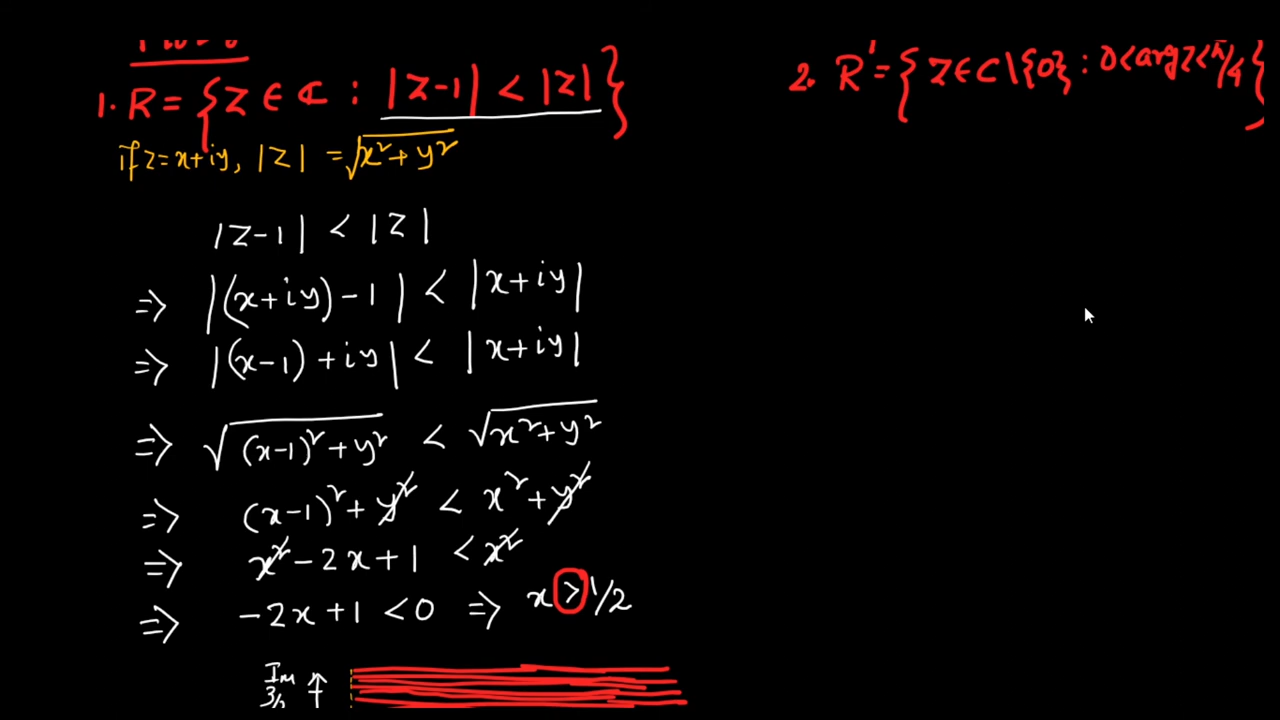 1. R = { z ∈ ℂ : |z-1| < |z| }
if z=x+iy, |z| = √(x²+y²)
|z-1| < |z|
=> |(x+iy)-1| < |x+iy|
=> |(x-1)+iy| < |x+iy|
=> √((x-1)²+y²) < √(x²+y²)
=> (x-1)²+y² < x²+y²
=> x²-2x+1 < x²
=> -2x+1 < 0 => x > 1/2
Im
2. R' = { z ∈ C \ {0} : 0 < arg z < π/4 }